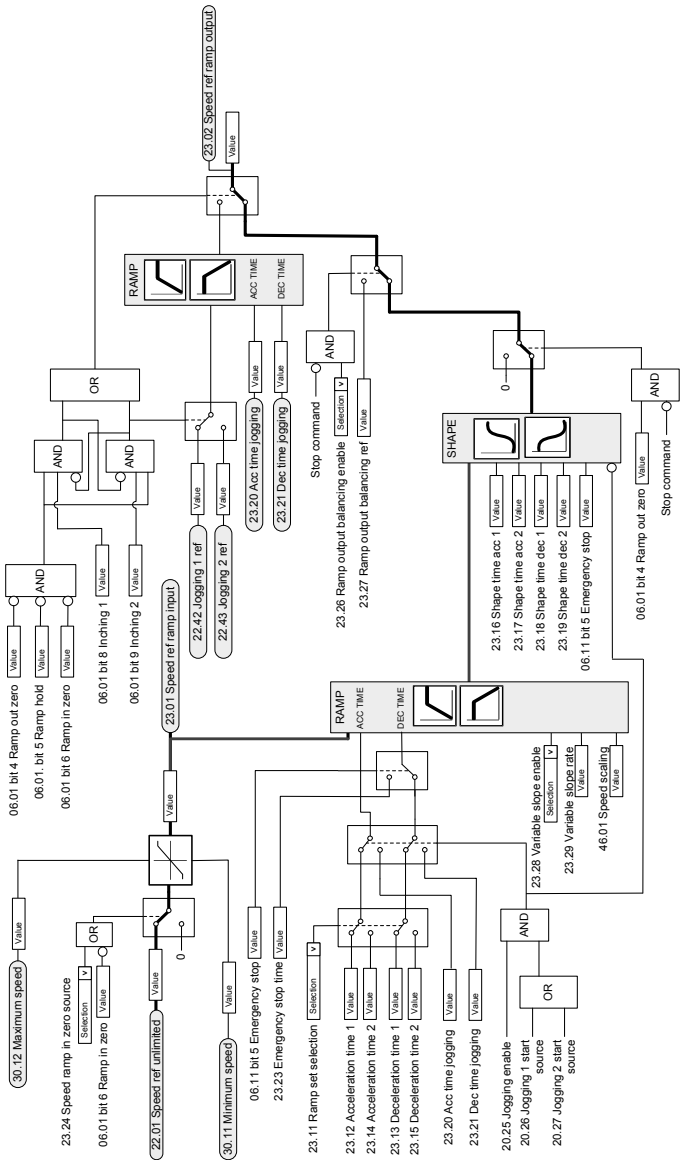 30.12 Maximum speed
Value
23.24 Speed ramp in zero source
Selection
v
06.01 bit 6 Ramp in zero
Value
OR
22.01 Speed ref unlimited
Value
0
30.11 Minimum speed
Value
Value
23.01 Speed ref ramp input
06.01 bit 4 Ramp out zero
Value
06.01. bit 5 Ramp hold
Value
06.01 bit 6 Ramp in zero
Value
AND
06.01 bit 8 Inching 1
Value
06.01 bit 9 Inching 2
Value
AND
AND
OR
22.42 Jogging 1 ref
Value
22.43 Jogging 2 ref
Value
23.20 Acc time jogging
Value
23.21 Dec time jogging
Value
RAMP
ACC TIME
DEC TIME
23.02 Speed ref ramp output
Value
06.11 bit 5 Emergency stop
Value
23.23 Emergency stop time
Value
23.11 Ramp set selection
Selection
v
23.12 Acceleration time 1
Value
23.14 Acceleration time 2
Value
23.13 Deceleration time 1
Value
23.15 Deceleration time 2
Value
23.20 Acc time jogging
Value
23.21 Dec time jogging
Value
20.25 Jogging enable
20.26 Jogging 1 start
source
20.27 Jogging 2 start
source
OR
AND
RAMP
ACC TIME
DEC TIME
23.28 Variable slope enable
Selection
v
23.29 Variable slope rate
Value
46.01 Speed scaling
Value
Stop command
23.26 Ramp output balancing enable
Selection
v
AND
23.27 Ramp output balancing ref
Value
SHAPE
23.16 Shape time acc 1
Value
23.17 Shape time acc 2
Value
23.18 Shape time dec 1
Value
23.19 Shape time dec 2
Value
06.11 bit 5 Emergency stop
Value
0
06.01 bit 4 Ramp out zero
Value
Stop command
AND